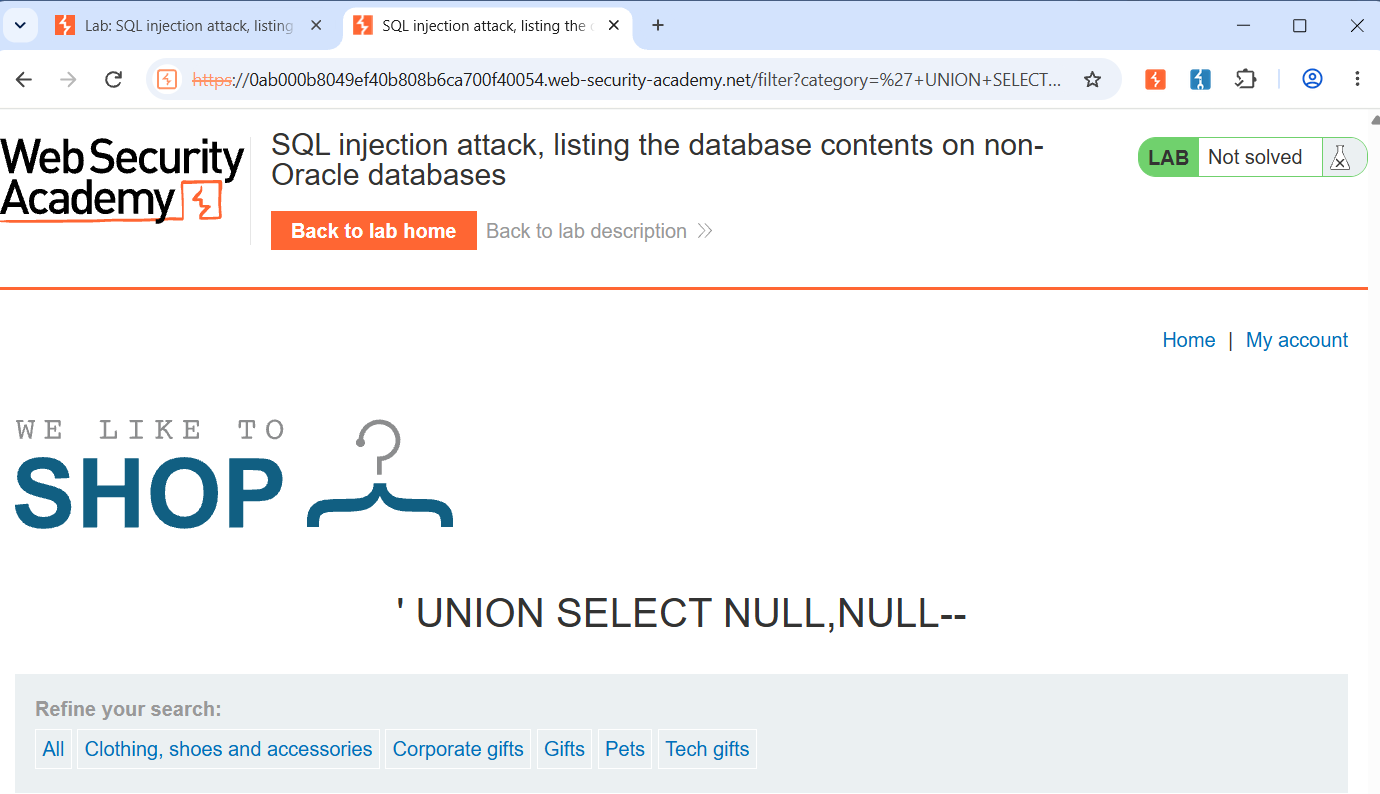 Lab: SQL injection attack, listing
SQL injection attack, listing the
https://0ab000b8049ef40b808b6ca700f40054.web-security-academy.net/filter?category=%27+UNION+SELECT...
Web Security
Academy
SQL injection attack, listing the database contents on non-
Oracle databases
LAB Not solved
Back to lab home Back to lab description
Home | My account
WE LIKE TO
SHOP
' UNION SELECT NULL,NULL--
Refine your search:
All Clothing, shoes and accessories Corporate gifts Gifts Pets Tech gifts